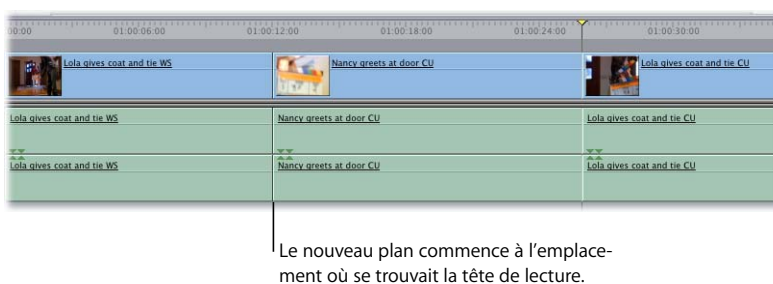 00:00 01:00:06:00 01:00:12:00 01:00:18:00 01:00:24:00 01:00:30:00
Lola gives coat and tie WS Nancy greets at door CU Lola gives coat and tie CU
Lola gives coat and tie WS Nancy greets at door CU Lola gives coat and tie CU
Lola gives coat and tie WS Nancy greets at door CU Lola gives coat and tie CU
Le nouveau plan commence à l’emplace-
ment où se trouvait la tête de lecture.